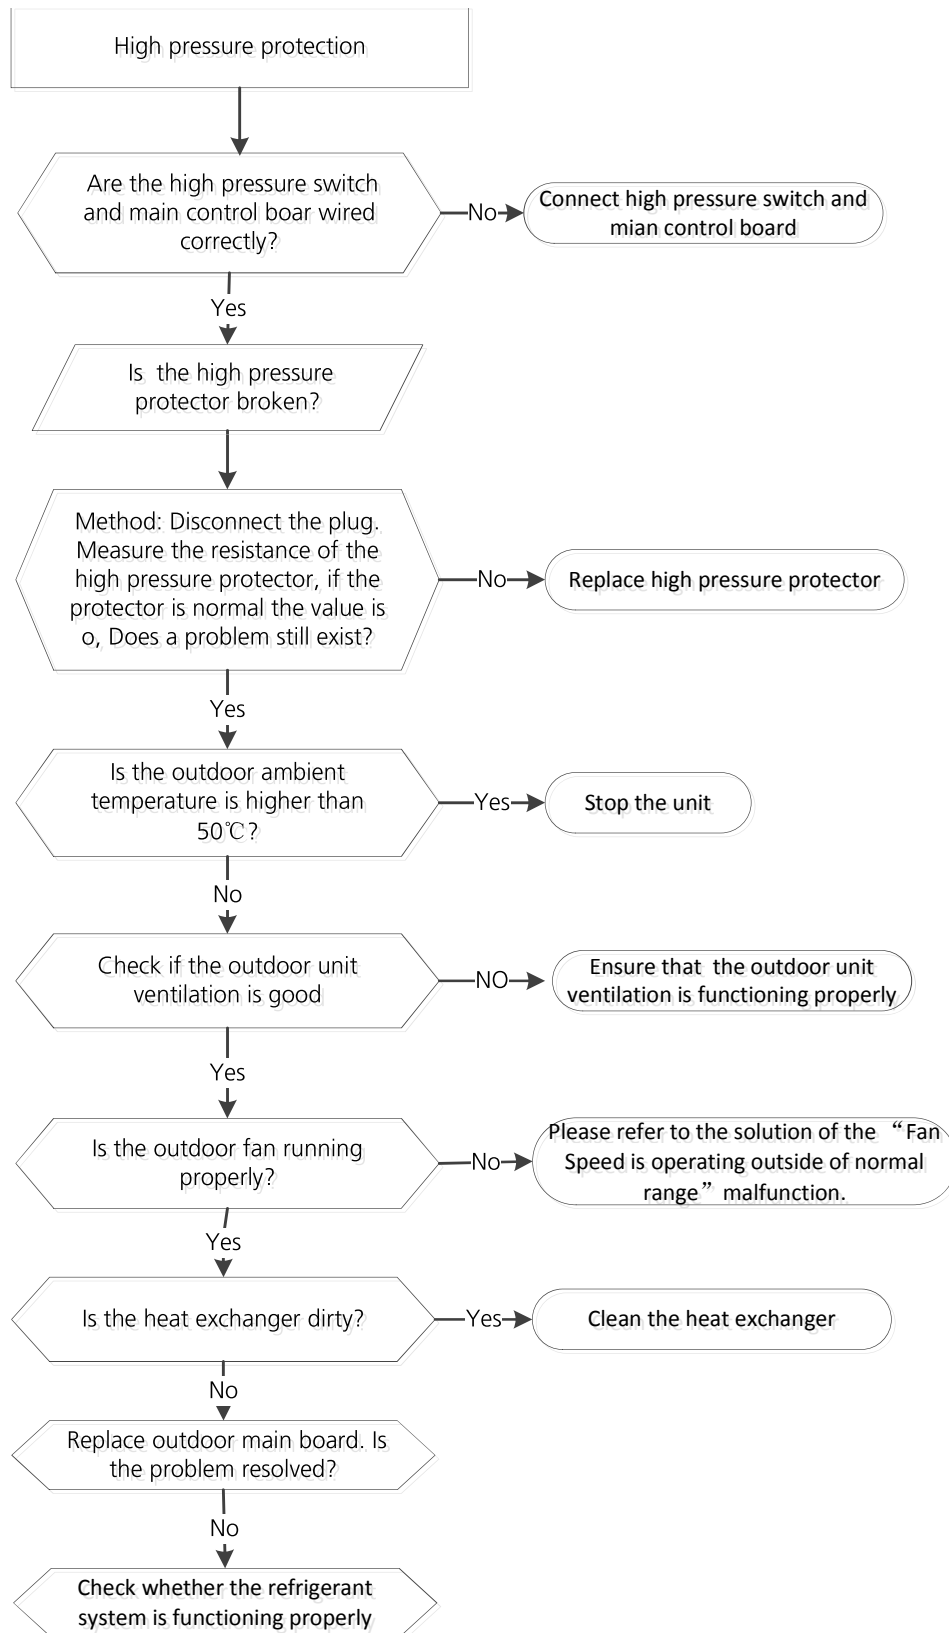 High pressure protection
Are the high pressure switch
and main control boar wired
correctly?
No
Connect high pressure switch and
mian control board
Yes
Is the high pressure
protector broken?
Method: Disconnect the plug.
Measure the resistance of the
high pressure protector, if the
protector is normal the value is
o, Does a problem still exist?
No
Replace high pressure protector
Yes
Is the outdoor ambient
temperature is higher than
50℃?
Yes
Stop the unit
No
Check if the outdoor unit
ventilation is good
NO
Ensure that the outdoor unit
ventilation is functioning properly
Yes
Is the outdoor fan running
properly?
No
Please refer to the solution of the “Fan
Speed is operating outside of normal
range” malfunction.
Yes
Is the heat exchanger dirty?
Yes
Clean the heat exchanger
No
Replace outdoor main board. Is
the problem resolved?
No
Check whether the refrigerant
system is functioning properly